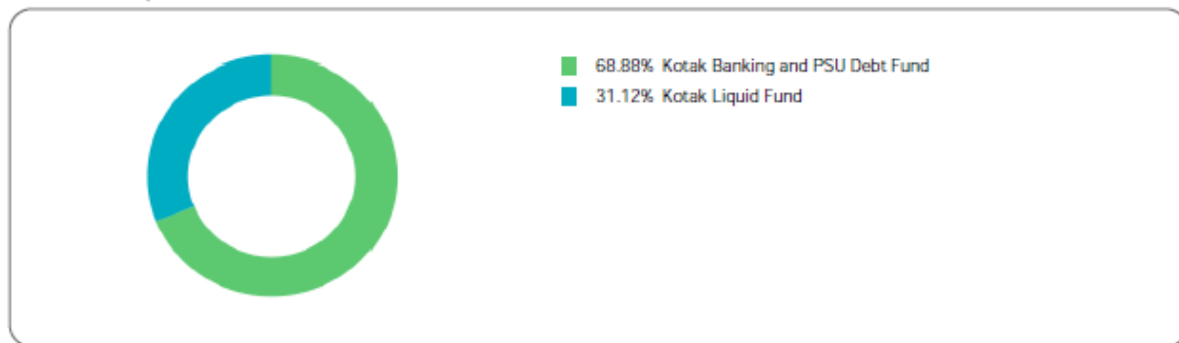 68.88% Kotak Banking and PSU Debt Fund
31.12% Kotak Liquid Fund